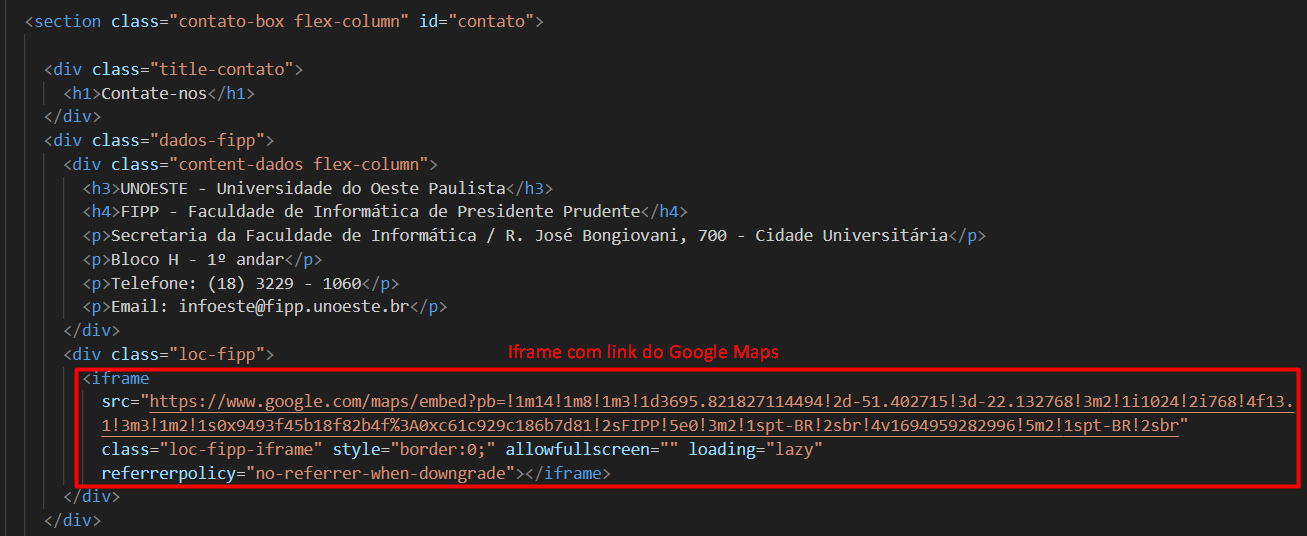 <section class="contato-box flex-column" id="contato">
<div class="title-contato">
<h1>Contate-nos</h1>
</div>
<div class="dados-fipp">
<div class="content-dados flex-column">
<h3>UNOESTE - Universidade do Oeste Paulista</h3>
<h4>FIPP - Faculdade de Informática de Presidente Prudente</h4>
<p>Secretaria da Faculdade de Informática / R. José Bongiovani, 700 - Cidade Universitária</p>
<p>Bloco H - 1º andar</p>
<p>Telefone: (18) 3229 - 1060</p>
<p>Email: infoeste@fipp.unoeste.br</p>
</div>
<div class="loc-fipp">
Iframe com link do Google Maps
<iframe
src="https://www.google.com/maps/embed?pb=!1m14!1m8!1m3!1d3695.821827114494!2d-51.402715!3d-22.132768!3m2!1i1024!2i768!4f13.
1!3m3!1m2!1s0x9493f45b18f82b4f%3A0xc61c929c186b7d81!2sFIPP!5e0!3m2!1spt-BR!2sbr!4v1694959282996!5m2!1spt-BR!2sbr"
class="loc-fipp-iframe" style="border:0;" allowfullscreen="" loading="lazy"
referrerpolicy="no-referrer-when-downgrade"></iframe>
</div>
</div>